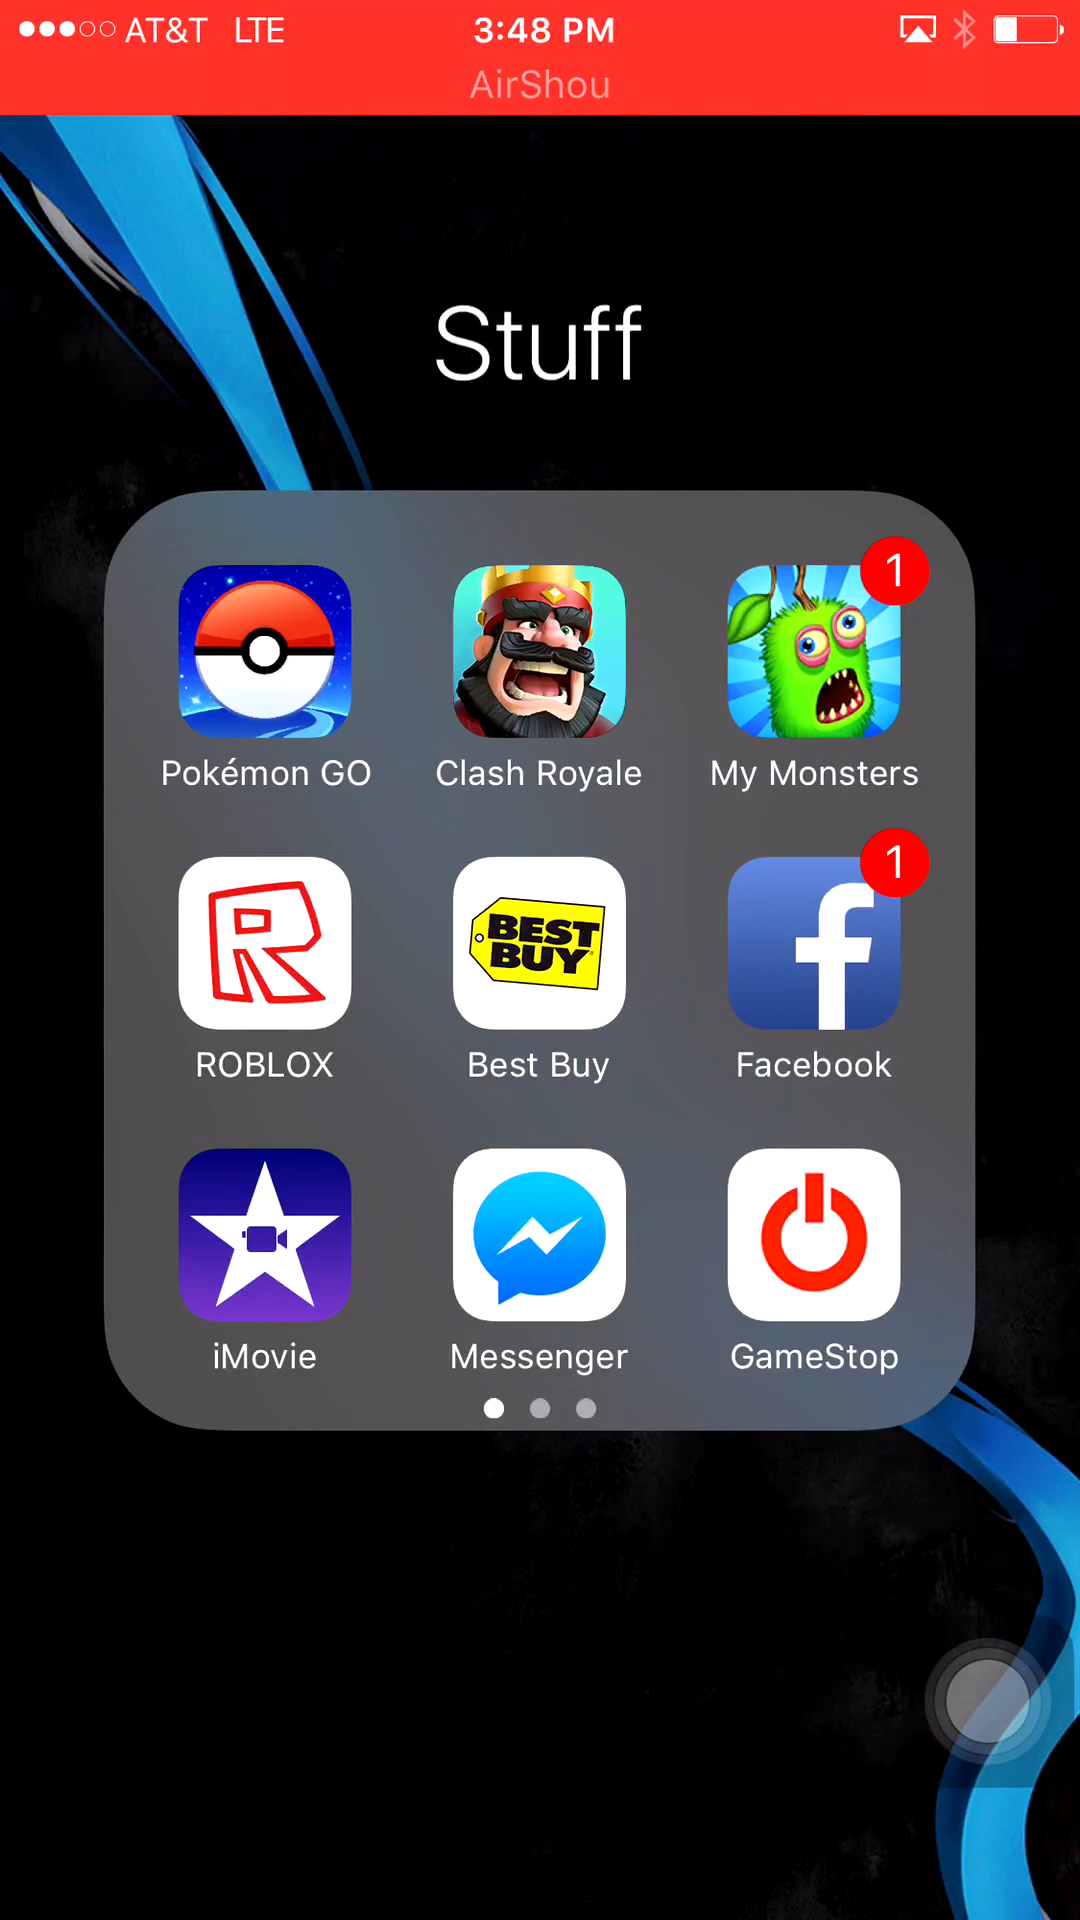 AT&T LTE 3:48 PM
AirShou
Stuff
1
Pokémon GO Clash Royale My Monsters
1
BEST
BUY
ROBLOX Best Buy Facebook
iMovie Messenger GameStop